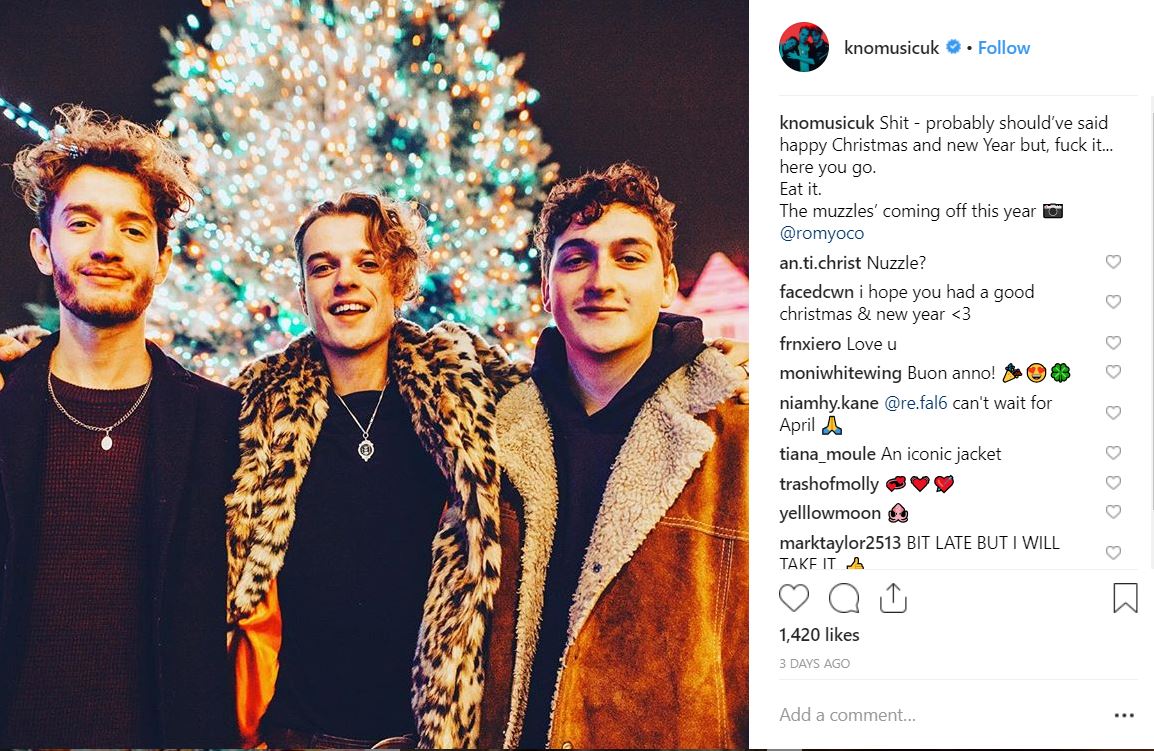 knomusicuk • Follow
knomusicuk Shit - probably should've said
happy Christmas and new Year but, fuck it...
here you go.
Eat it.
The muzzles' coming off this year 📷
@romyoco
an.ti.christ Nuzzle?
facedcwn i hope you had a good
christmas & new year <3
frnxiero Love u
moniwhitewing Buon anno! 🎉😍🍀
niamhy.kane @re.fal6 can't wait for
April 🙏
tiana_moule An iconic jacket
trashofmolly 💞❤️💘
yelllowmoon 🦑
marktaylor2513 BIT LATE BUT I WILL
TAKE IT 👍
1,420 likes
3 DAYS AGO
Add a comment...